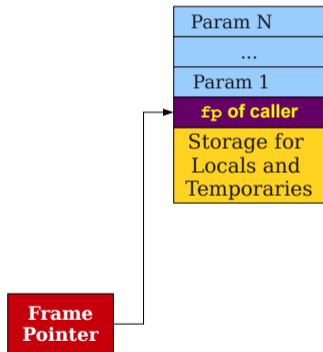 Param N
...
Param 1
fp of caller
Storage for
Locals and
Temporaries
Frame
Pointer